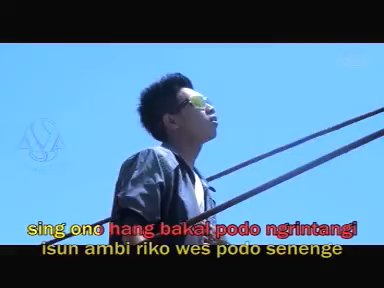 sing ono hang bakal podo ngrintangi
isun ambi riko wes podo senenge